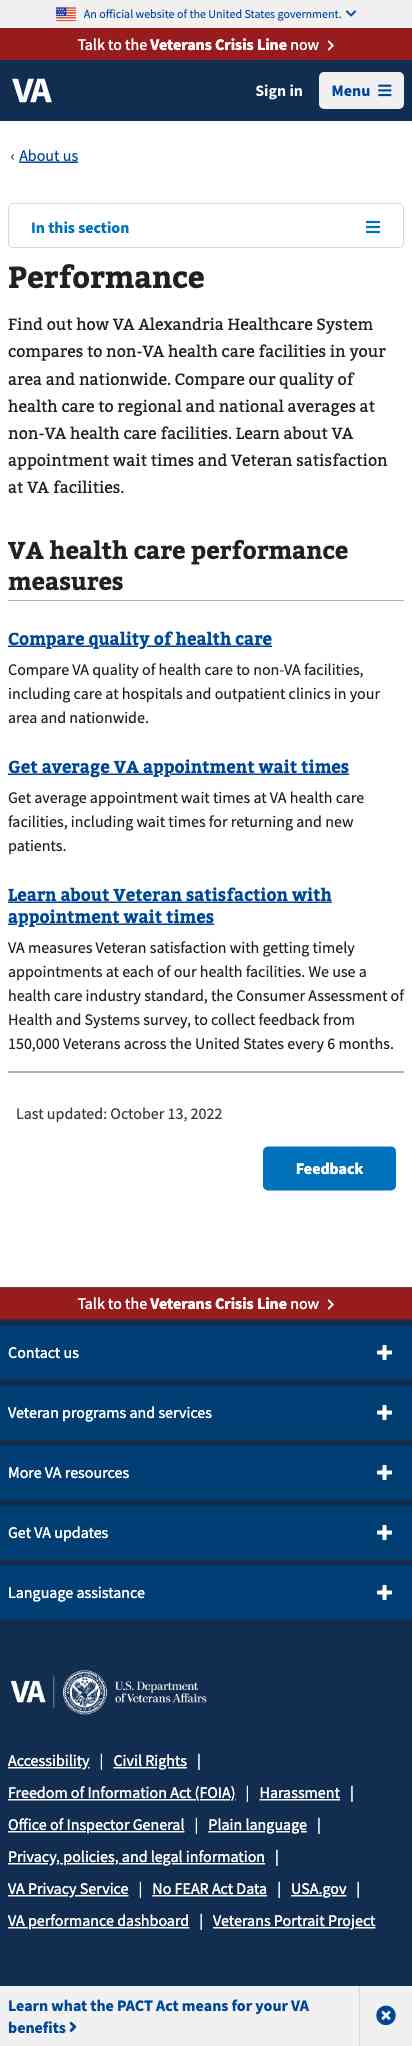 An official website of the United States government.
Talk to the Veterans Crisis Line now
VA
Sign in
Menu
‹ About us
In this section
Performance
Find out how VA Alexandria Healthcare System
compares to non-VA health care facilities in your
area and nationwide. Compare our quality of
health care to regional and national averages at
non-VA health care facilities. Learn about VA
appointment wait times and Veteran satisfaction
at VA facilities.
VA health care performance
measures
Compare quality of health care
Compare VA quality of health care to non-VA facilities,
including care at hospitals and outpatient clinics in your
area and nationwide.
Get average VA appointment wait times
Get average appointment wait times at VA health care
facilities, including wait times for returning and new
patients.
Learn about Veteran satisfaction with
appointment wait times
VA measures Veteran satisfaction with getting timely
appointments at each of our health facilities. We use a
health care industry standard, the Consumer Assessment of
Health and Systems survey, to collect feedback from
150,000 Veterans across the United States every 6 months.
Last updated: October 13, 2022
Feedback
Talk to the Veterans Crisis Line now
Contact us
Veteran programs and services
More VA resources
Get VA updates
Language assistance
VA | U.S. Department
of Veterans Affairs
Accessibility | Civil Rights |
Freedom of Information Act (FOIA) | Harassment |
Office of Inspector General | Plain language |
Privacy, policies, and legal information |
VA Privacy Service | No FEAR Act Data | USA.gov |
VA performance dashboard | Veterans Portrait Project
Learn what the PACT Act means for your VA
benefits